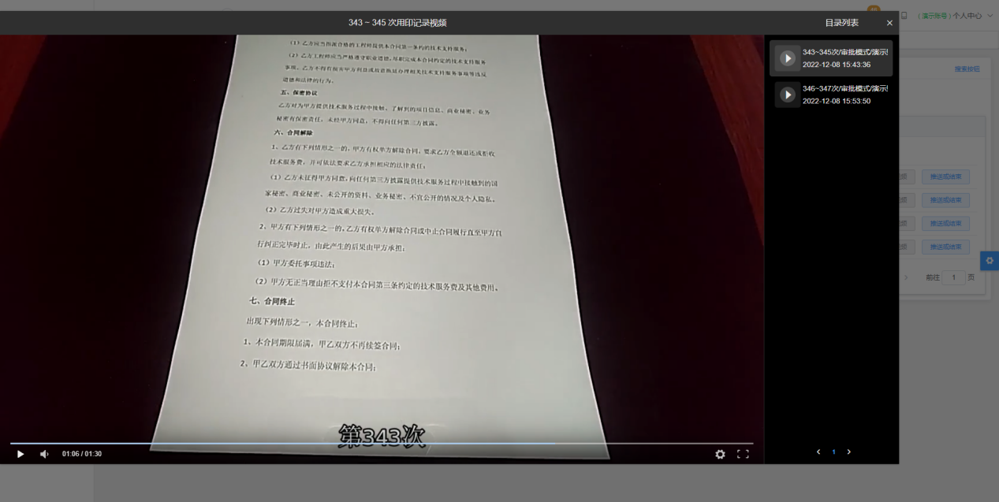 343 ~ 345 次用印记录视频
目录列表
×
45
(演示账号) 个人中心
搜索按钮
(1)乙方应当指派合格的工程师提供本合同第一条约的技术支持服务;
(2)乙方工程师应当严格遵守职业道德,尽职完成本合同约定的技术支持服务
事项。乙方不得有损害甲方利益或故意拖延办理相关技术支持服务事项等违反
道德和法律的行为。
五、保密协议
乙方对为甲方提供技术服务过程中接触、了解到的项目信息、商业秘密、业务
秘密有保密责任。未经甲方同意,不得向任何第三方披露。
六、合同解除
1、乙方有下列情形之一的,甲方有权单方解除合同,要求乙方全额退还或拒收
技术服务费,并可依法要求乙方承担相应的法律责任:
(1)乙方未征得甲方同意,向任何第三方披露提供技术服务过程中接触到的国
家秘密、商业秘密、未公开的资料、业务秘密、不宜公开的情况及个人隐私。
(2)乙方过失对甲方造成重大损失。
2、甲方有下列情形之一的,乙方有权单方解除合同或中止合同履行直至甲方自
行纠正完毕时止,由此产生的后果由甲方承担:
(1)甲方委托事项违法;
(2)甲方无正当理由拒不支付本合同第三条约定的技术服务费及其他费用。
七、合同终止
出现下列情形之一,本合同终止:
1、本合同期限届满,甲乙双方不再续签合同;
2、甲乙双方通过书面协议解除本合同;
第343次
01:06 / 01:30
343~345次/审批模式/演示
2022-12-08 15:43:36
346~347次/审批模式/演示
2022-12-08 15:53:50
1
推送或结束
推送或结束
推送或结束
推送或结束
前往 1 页